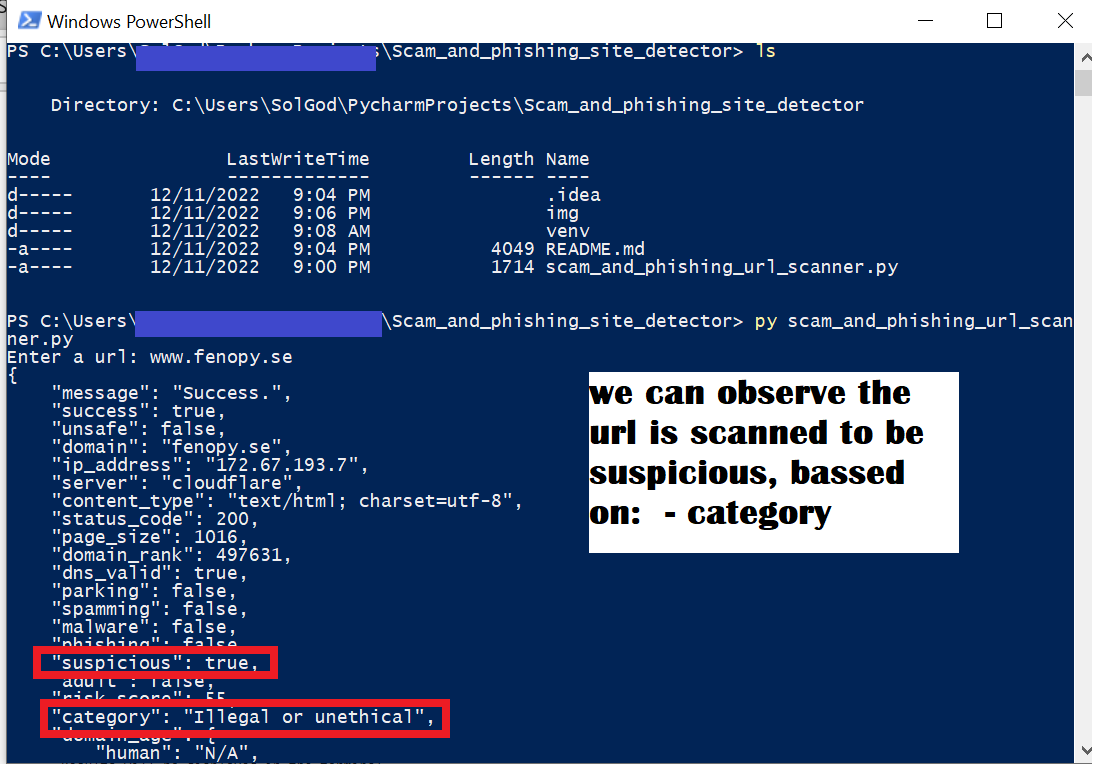 Windows PowerShell
PS C:\Users\ \Scam_and_phishing_site_detector> ls
Directory: C:\Users\SolGod\PycharmProjects\Scam_and_phishing_site_detector
Mode LastWriteTime Length Name
---- ------------- ------ ----
d----- 12/11/2022 9:04 PM .idea
d----- 12/11/2022 9:06 PM img
d----- 12/11/2022 9:08 AM venv
-a---- 12/11/2022 9:04 PM 4049 README.md
-a---- 12/11/2022 9:00 PM 1714 scam_and_phishing_url_scanner.py
PS C:\Users\ \Scam_and_phishing_site_detector> py scam_and_phishing_url_scan
ner.py
Enter a url: www.fenopy.se
{
"message": "Success.",
"success": true,
"unsafe": false,
"domain": "fenopy.se",
"ip_address": "172.67.193.7",
"server": "cloudflare",
"content_type": "text/html; charset=utf-8",
"status_code": 200,
"page_size": 1016,
"domain_rank": 497631,
"dns_valid": true,
"parking": false,
"spamming": false,
"malware": false,
"phishing": false,
"suspicious": true,
"adult": false,
"risk_score": 55,
"category": "Illegal or unethical",
"domain_age": {
"human": "N/A",
we can observe the
url is scanned to be
suspicious, bassed
on: - category